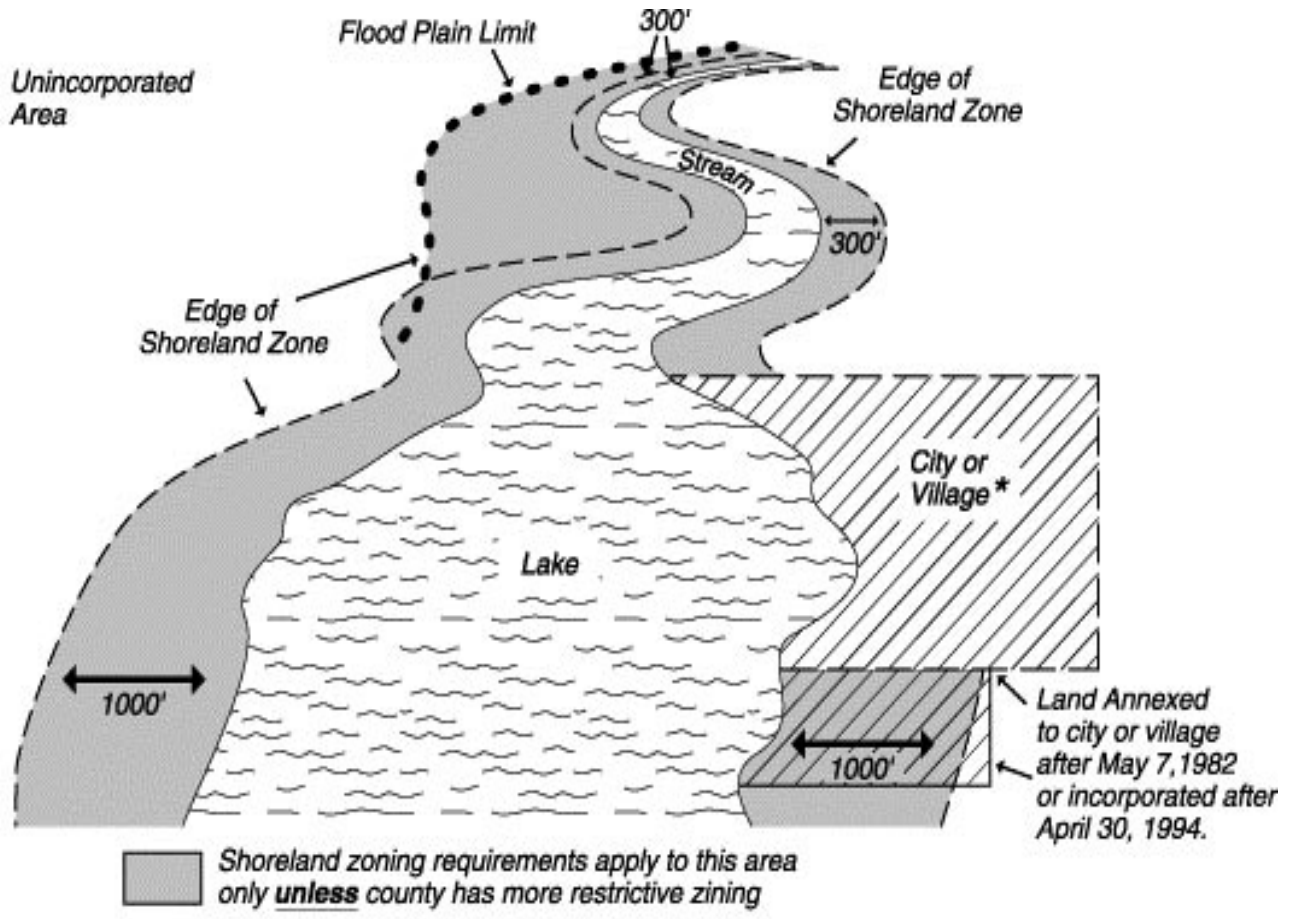 300'
Flood Plain Limit
Unincorporated
Area
Edge of
Shoreland Zone
Stream
300'
Edge of
Shoreland Zone
City or
Village*
Lake
1000'
Land Annexed
to city or village
after May 7,1982
or incorporated after
April 30, 1994.
1000'
Shoreland zoning requirements apply to this area
only unless county has more restrictive zining